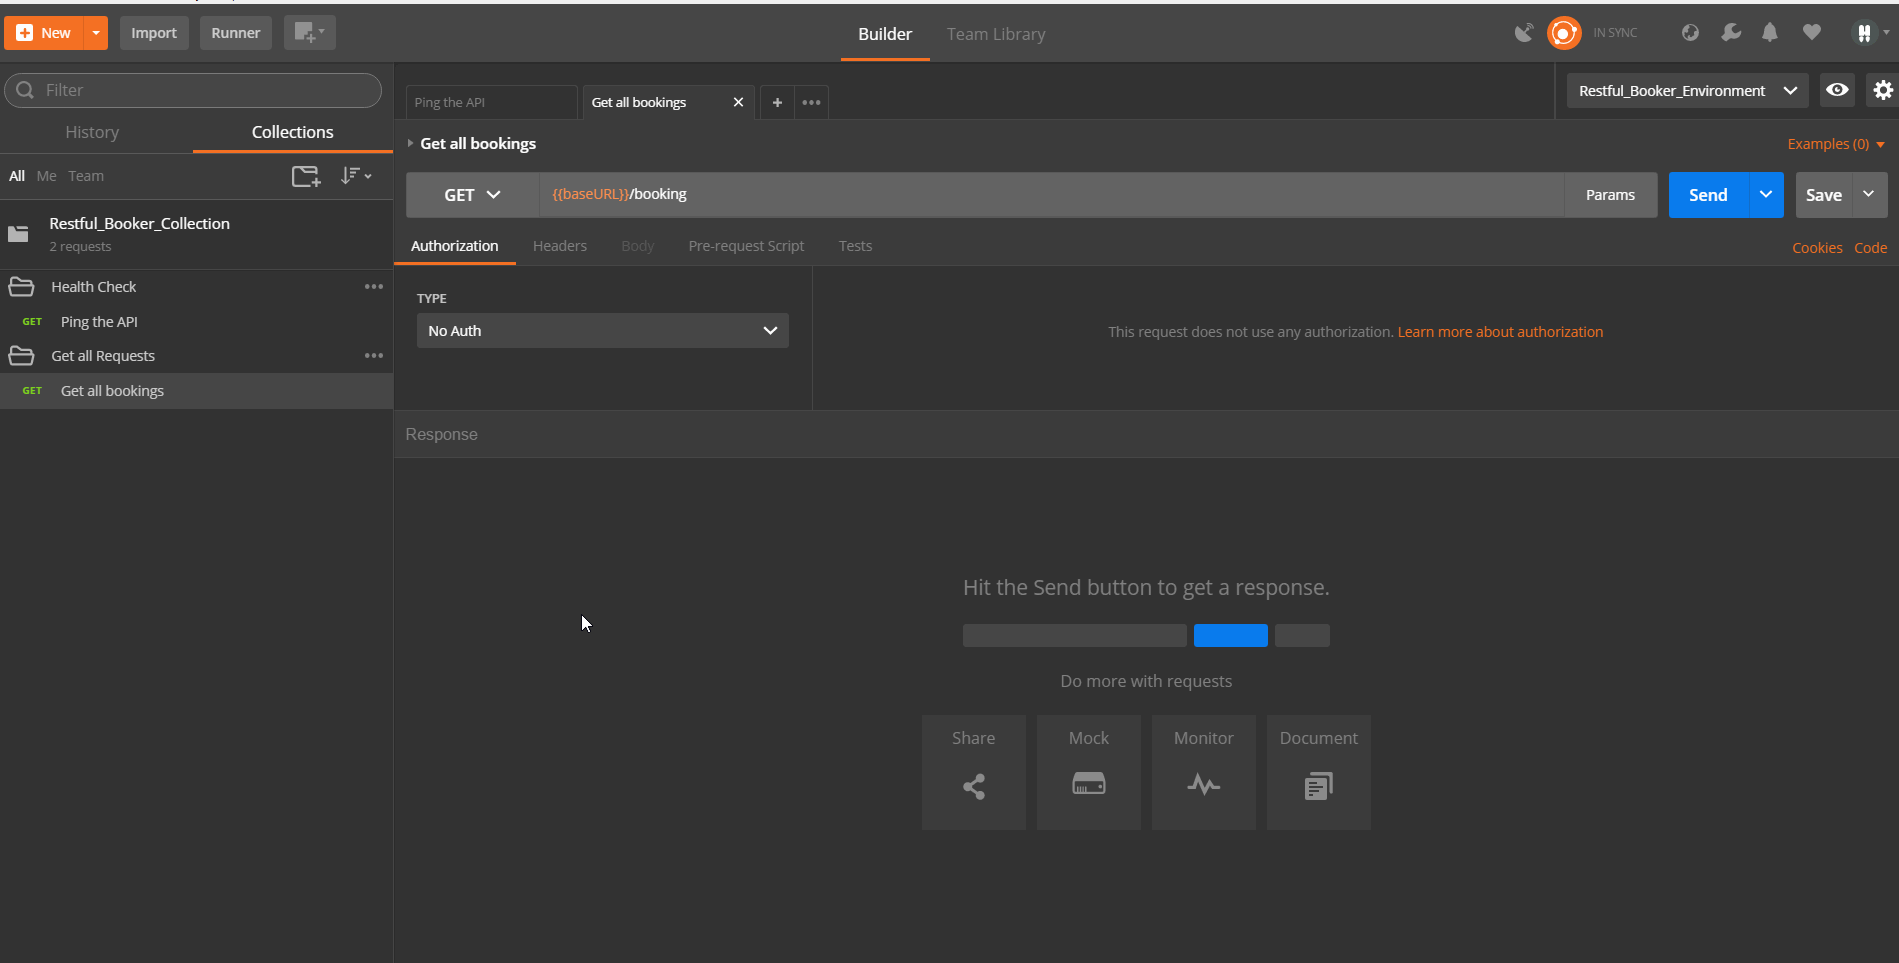 New
Import
Runner
Builder
Team Library
IN SYNC
Filter
History
Collections
All Me Team
Restful_Booker_Collection
2 requests
Health Check
GET Ping the API
Get all Requests
GET Get all bookings
Ping the API
Get all bookings
Restful_Booker_Environment
Get all bookings
Examples (0)
GET
{{baseURL}}/booking
Params
Send
Save
Authorization
Headers
Body
Pre-request Script
Tests
Cookies Code
TYPE
No Auth
This request does not use any authorization. Learn more about authorization
Response
Hit the Send button to get a response.
Do more with requests
Share
Mock
Monitor
Document